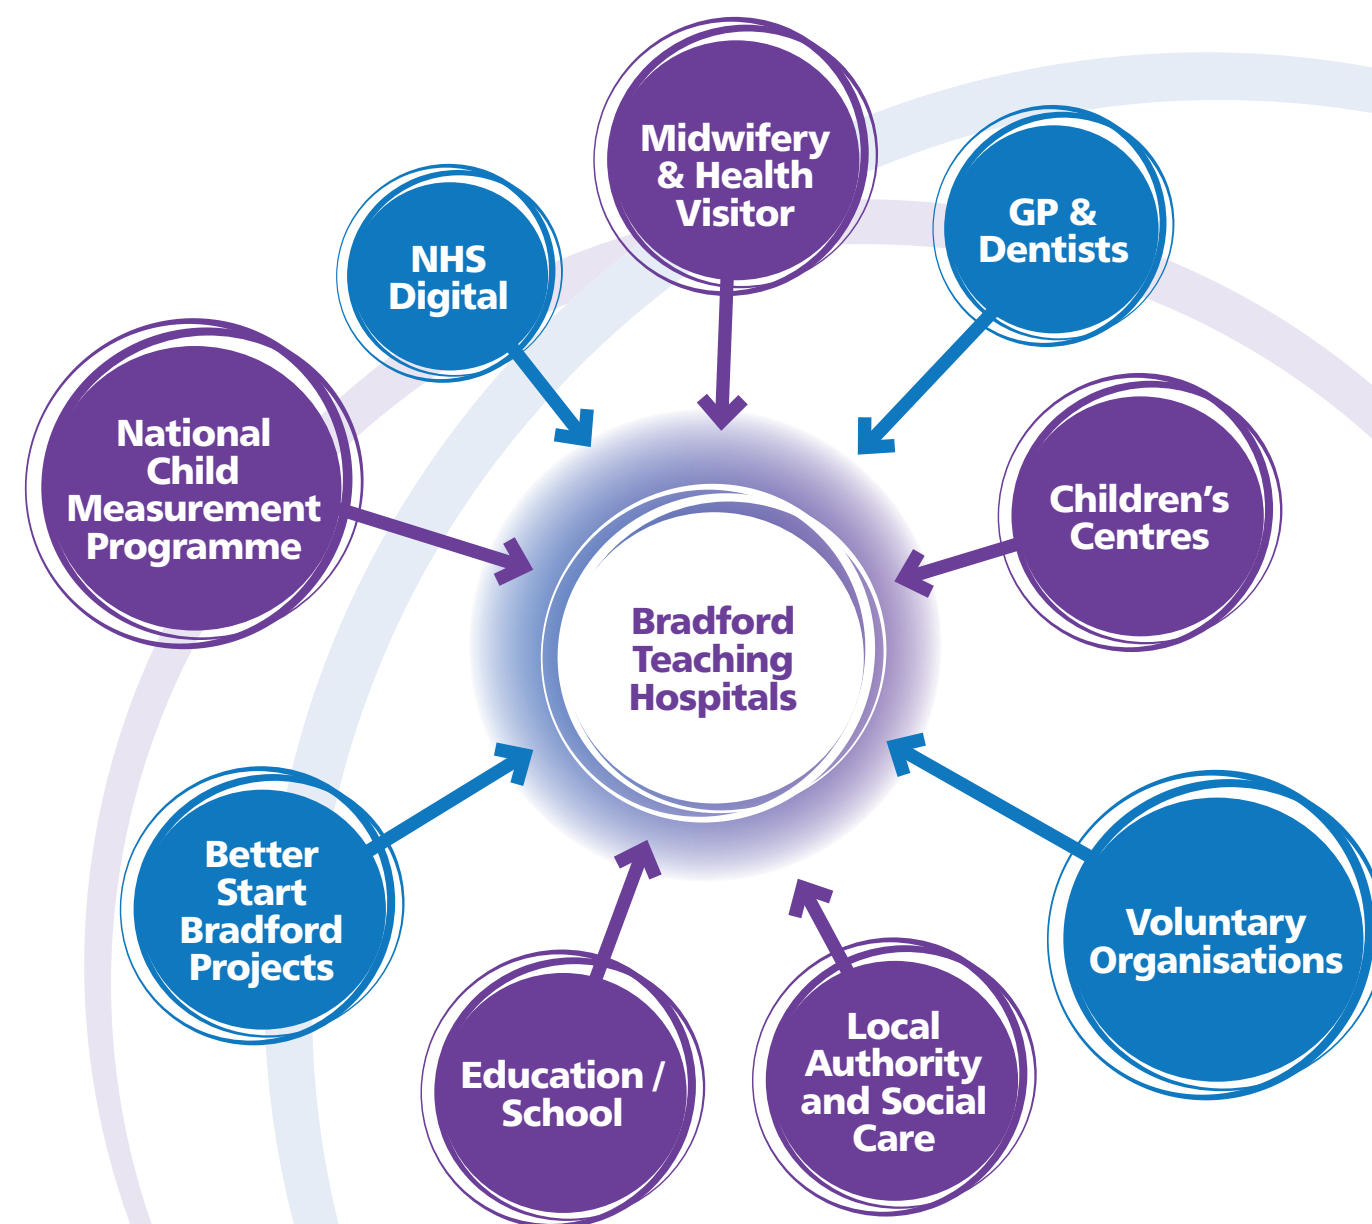 Midwifery
& Health
Visitor
GP &
Dentists
NHS
Digital
National
Child
Measurement
Programme
Children’s
Centres
Bradford
Teaching
Hospitals
Better
Start
Bradford
Projects
Voluntary
Organisations
Education /
School
Local
Authority
and Social
Care